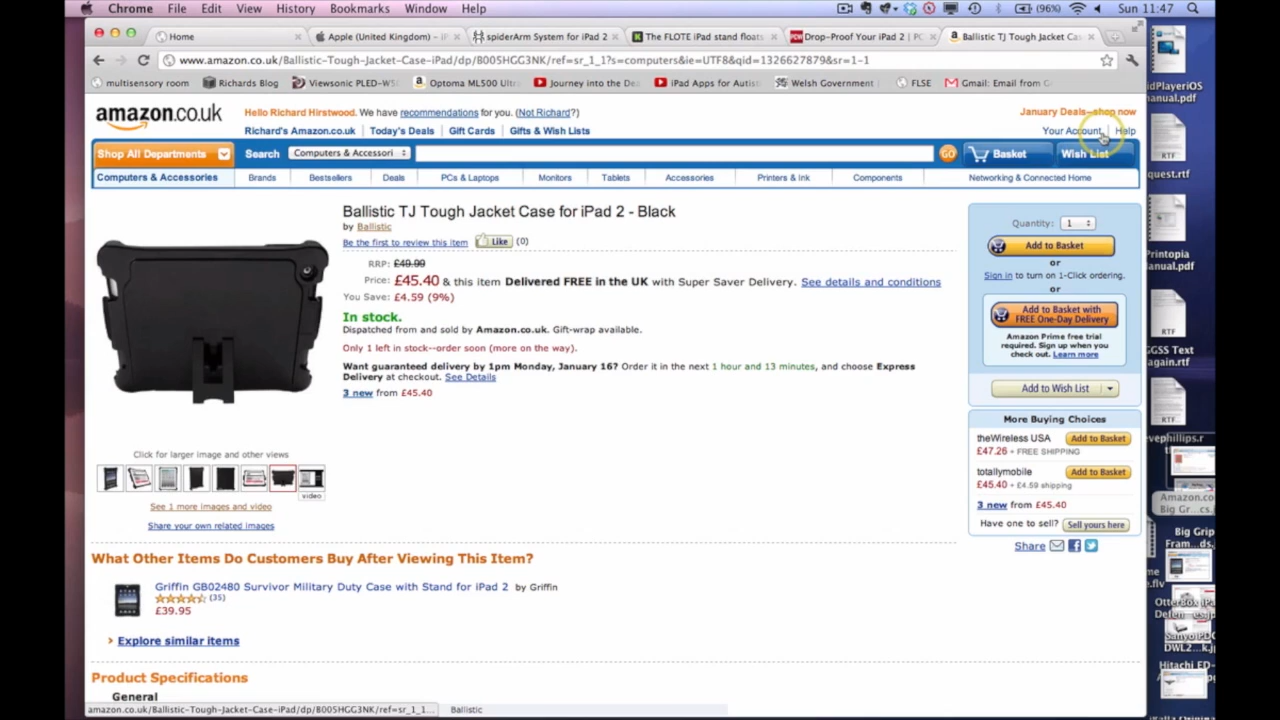 Chrome File Edit View History Bookmarks Window Help (96%) Sun 11:47
Home Apple (United Kingdom) - iP spiderArm System for iPad 2 The FLOTE iPad stand floats Drop-Proof Your iPad 2 | PC Ballistic TJ Tough Jacket Cas
www.amazon.co.uk/Ballistic-Tough-Jacket-Case-iPad/dp/B005HGG3NK/ref=sr_1_1?s=computers&ie=UTF8&qid=1326627879&sr=1-1
multisensory room Richards Blog Viewsonic PLED-W5 Optoma ML500 Ult Journey into the De iPad Apps for Autis Welsh Government FLSE Gmail: Email from G
amazon.co.uk
Hello Richard Hirstwood. We have recommendations for you. (Not Richard?)
January Deals—shop now
Richard's Amazon.co.uk Today's Deals Gift Cards Gifts & Wish Lists
Your Account Help
Shop All Departments Search Computers & Accessori GO Basket Wish List
Computers & Accessories Brands Bestsellers Deals PCs & Laptops Monitors Tablets Accessories Printers & Ink Components Networking & Connected Home
Ballistic TJ Tough Jacket Case for iPad 2 - Black
by Ballistic
Be the first to review this item Like (0)
RRP: £49.99
Price: £45.40 & this item Delivered FREE in the UK with Super Saver Delivery. See details and conditions
You Save: £4.59 (9%)
In stock.
Dispatched from and sold by Amazon.co.uk. Gift-wrap available.
Only 1 left in stock--order soon (more on the way).
Want guaranteed delivery by 1pm Monday, January 16? Order it in the next 1 hour and 13 minutes, and choose Express
Delivery at checkout. See Details
3 new from £45.40
Click for larger image and other views
video
See 1 more images and video
Share your own related images
Quantity: 1
Add to Basket
or
Sign in to turn on 1-Click ordering.
or
Add to Basket with
FREE One-Day Delivery
Amazon Prime free trial
required. Sign up when you
check out. Learn more
Add to Wish List
More Buying Choices
theWireless USA Add to Basket
£47.26 + FREE SHIPPING
totallymobile Add to Basket
£45.40 + £4.59 shipping
3 new from £45.40
Have one to sell? Sell yours here
Share
What Other Items Do Customers Buy After Viewing This Item?
Griffin GB02480 Survivor Military Duty Case with Stand for iPad 2 by Griffin
(35)
£39.95
Explore similar items
Product Specifications
General
amazon.co.uk/Ballistic-Tough-Jacket-Case-iPad/dp/B005HGG3NK/ref=sr_1_1... Ballistic
idPlayeriOS
anual.pdf
RTF
quest.rtf
Printopia
anual.pdf
RTF
GGSS Text
again.rtf
RTF
evephillips.r
Amazon.co
Big Gr...cs.j
Big Grip
Fram...ds.
me
e.flv
OtterBox iPa
Defen...es.j
Sanyo PDG
DWL2...k.j
Hitachi ED-